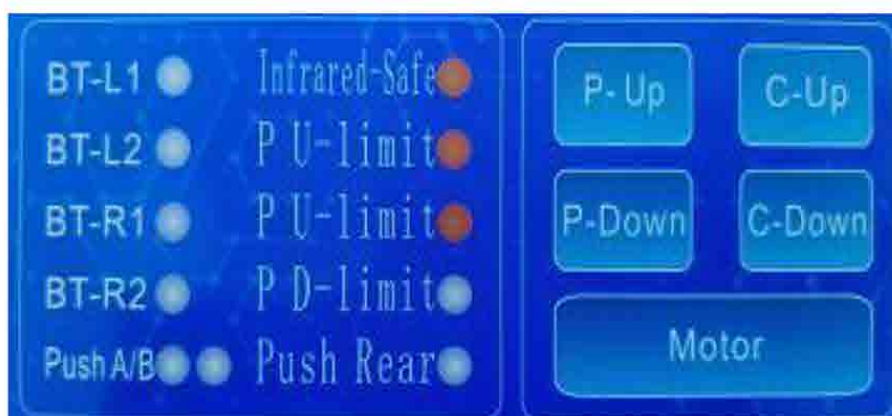 BT-L1 Infrared-Safe
BT-L2 P U-limit
BT-R1 P U-limit
BT-R2 P D-limit
Push A/B Push Rear
P- Up C-Up
P-Down C-Down
Motor